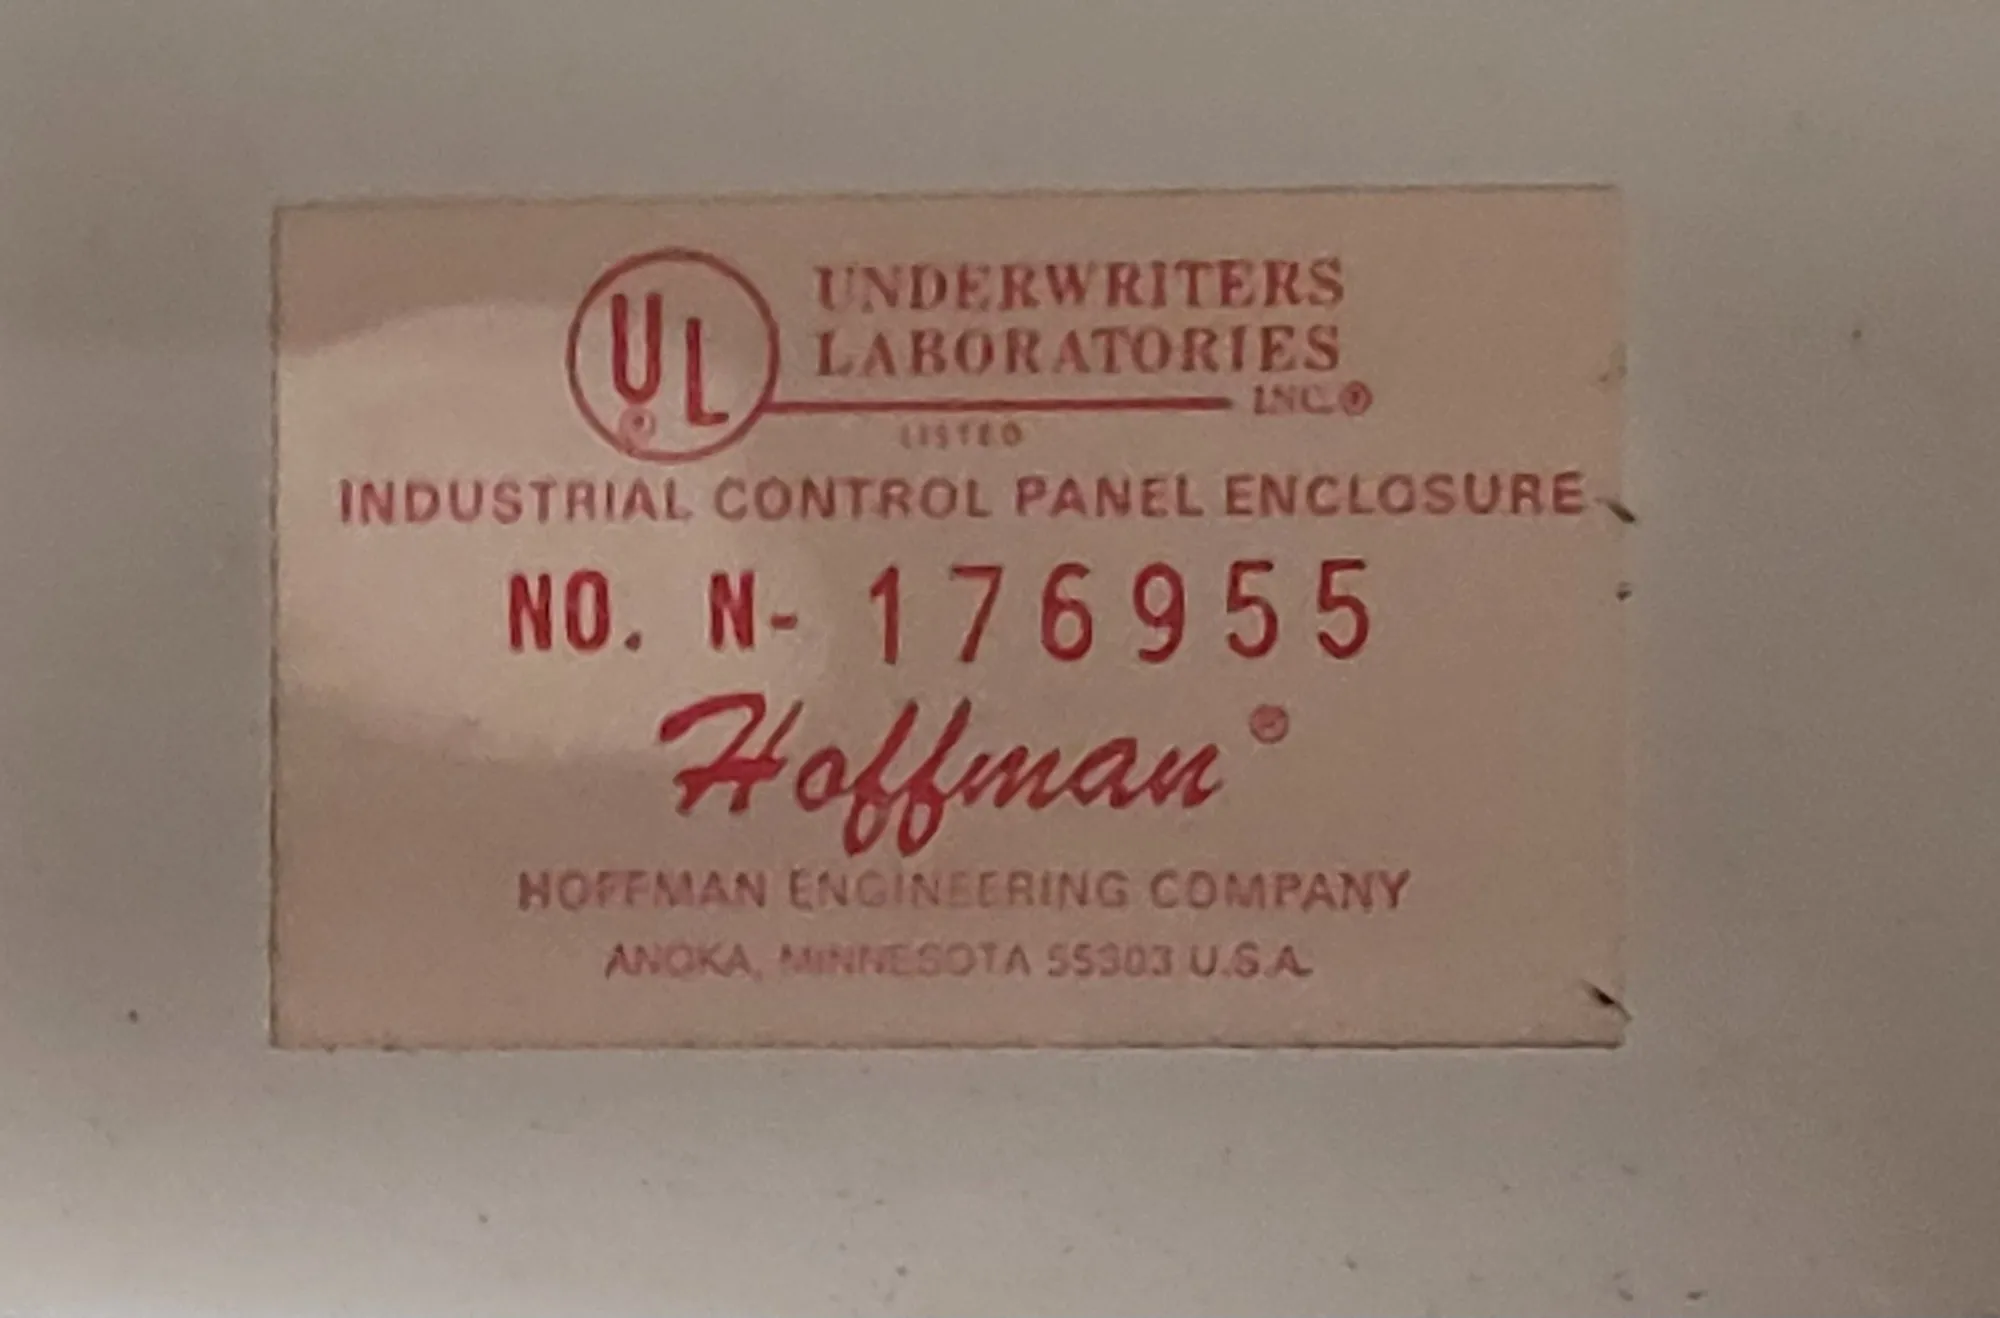 UL® UNDERWRITERS
LABORATORIES
INC.®
LISTED
INDUSTRIAL CONTROL PANEL ENCLOSURE
NO. N- 176955
Hoffman®
HOFFMAN ENGINEERING COMPANY
ANOKA, MINNESOTA 55303 U.S.A.